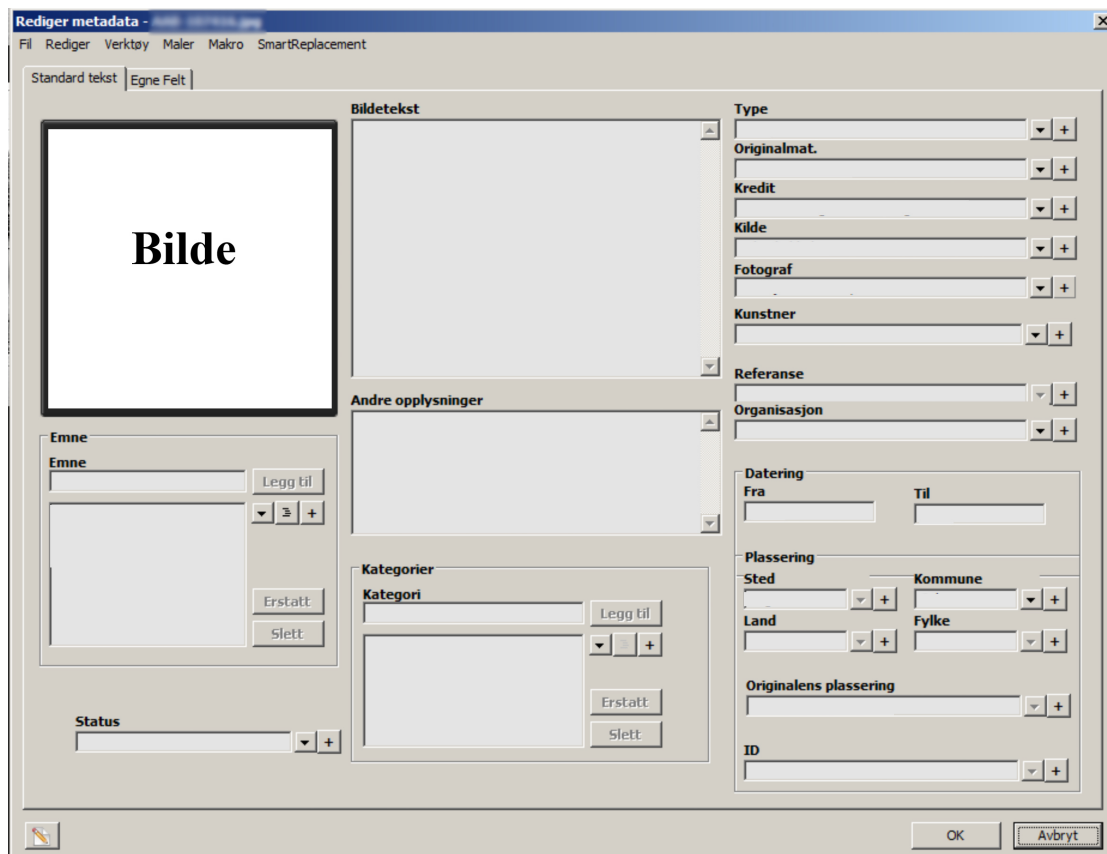 Rediger metadata -
Fil Rediger Verktøy Maler Makro SmartReplacement
Standard tekst Egne Felt
Bilde
Emne
Emne
Legg til
Erstatt
Slett
Status
Bildetekst
Andre opplysninger
Kategorier
Kategori
Legg til
Erstatt
Slett
Type
Originalmat.
Kredit
Kilde
Fotograf
Kunstner
Referanse
Organisasjon
Datering
Fra Til
Plassering
Sted Kommune
Land Fylke
Originalens plassering
ID
OK Avbryt